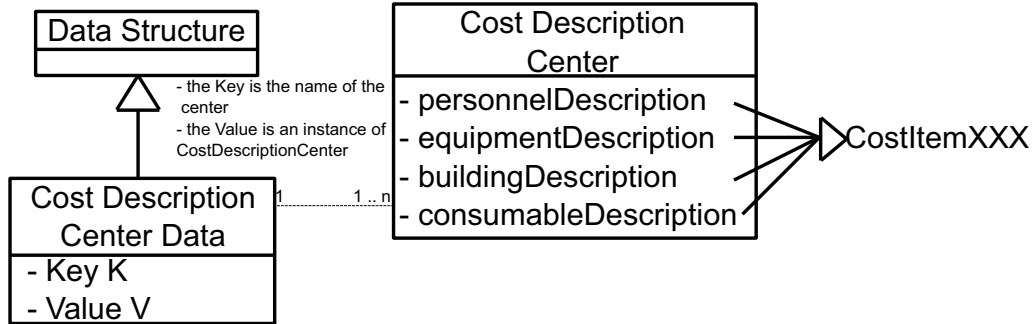 Data Structure
- the Key is the name of the
center
- the Value is an instance of
CostDescriptionCenter
Cost Description
Center Data
- Key K
- Value V
1
1 .. n
Cost Description
Center
- personnelDescription
- equipmentDescription
- buildingDescription
- consumableDescription
CostItemXXX